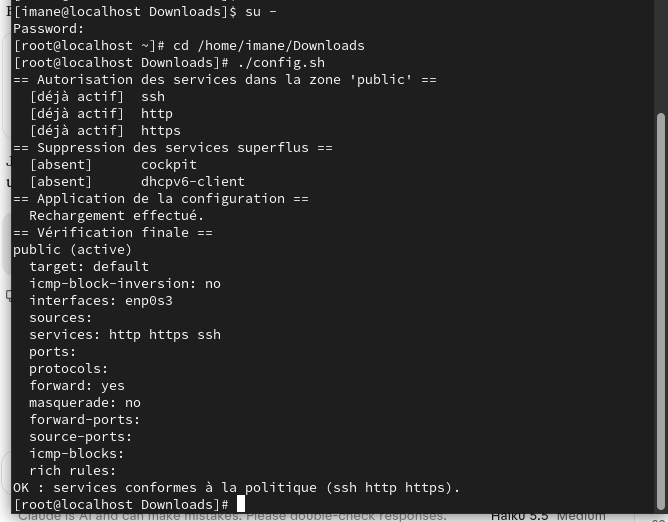 [imane@localhost Downloads]$ su -
Password:
[root@localhost ~]# cd /home/imane/Downloads
[root@localhost Downloads]# ./config.sh
== Autorisation des services dans la zone 'public' ==
  [déjà actif]  ssh
  [déjà actif]  http
  [déjà actif]  https
== Suppression des services superflus ==
  [absent]      cockpit
  [absent]      dhcpv6-client
== Application de la configuration ==
  Rechargement effectué.
== Vérification finale ==
public (active)
  target: default
  icmp-block-inversion: no
  interfaces: enp0s3
  sources:
  services: http https ssh
  ports:
  protocols:
  forward: yes
  masquerade: no
  forward-ports:
  source-ports:
  icmp-blocks:
  rich rules:
OK : services conformes à la politique (ssh http https).
[root@localhost Downloads]#
Claude is AI and can make mistakes. Please double-check responses. Haiku 5.5 Medium